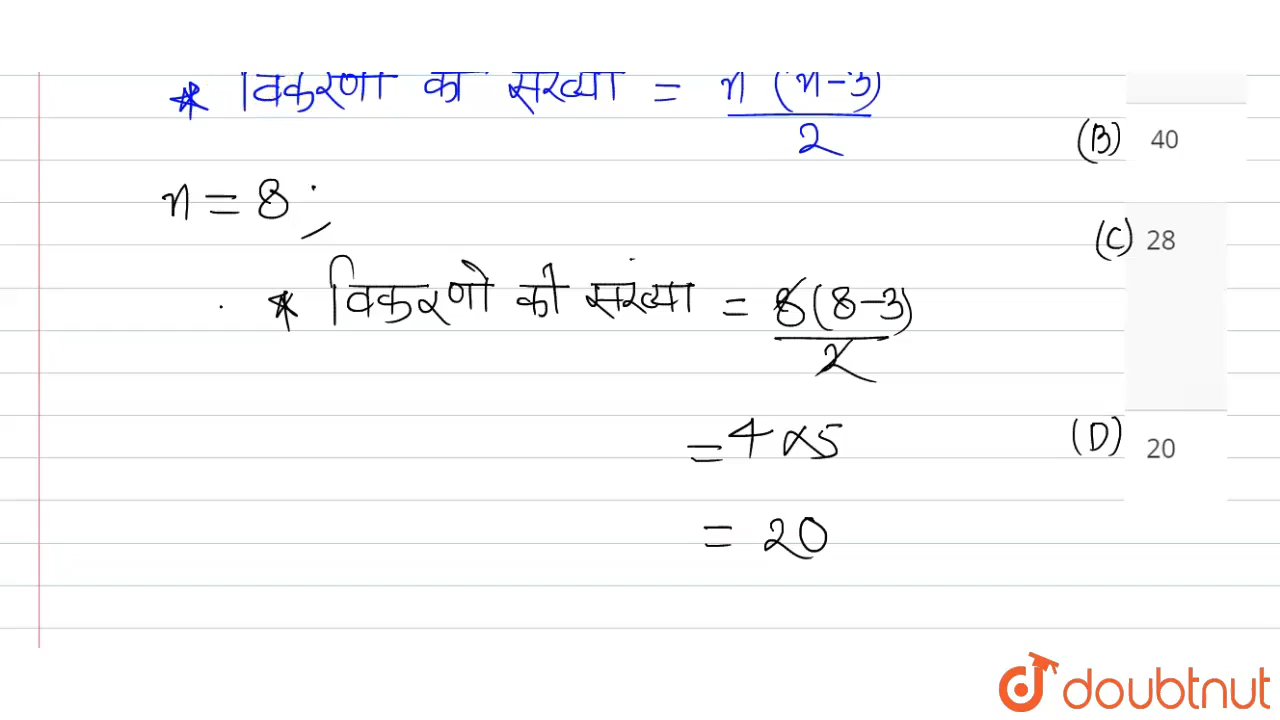 * विकरणो की संख्या = n (n-3)
2
(B) 40
n = 8 ;
(C) 28
* विकरणो की संख्या = 8(8-3)
2
= 4 x 5
(D) 20
= 20
doubtnut